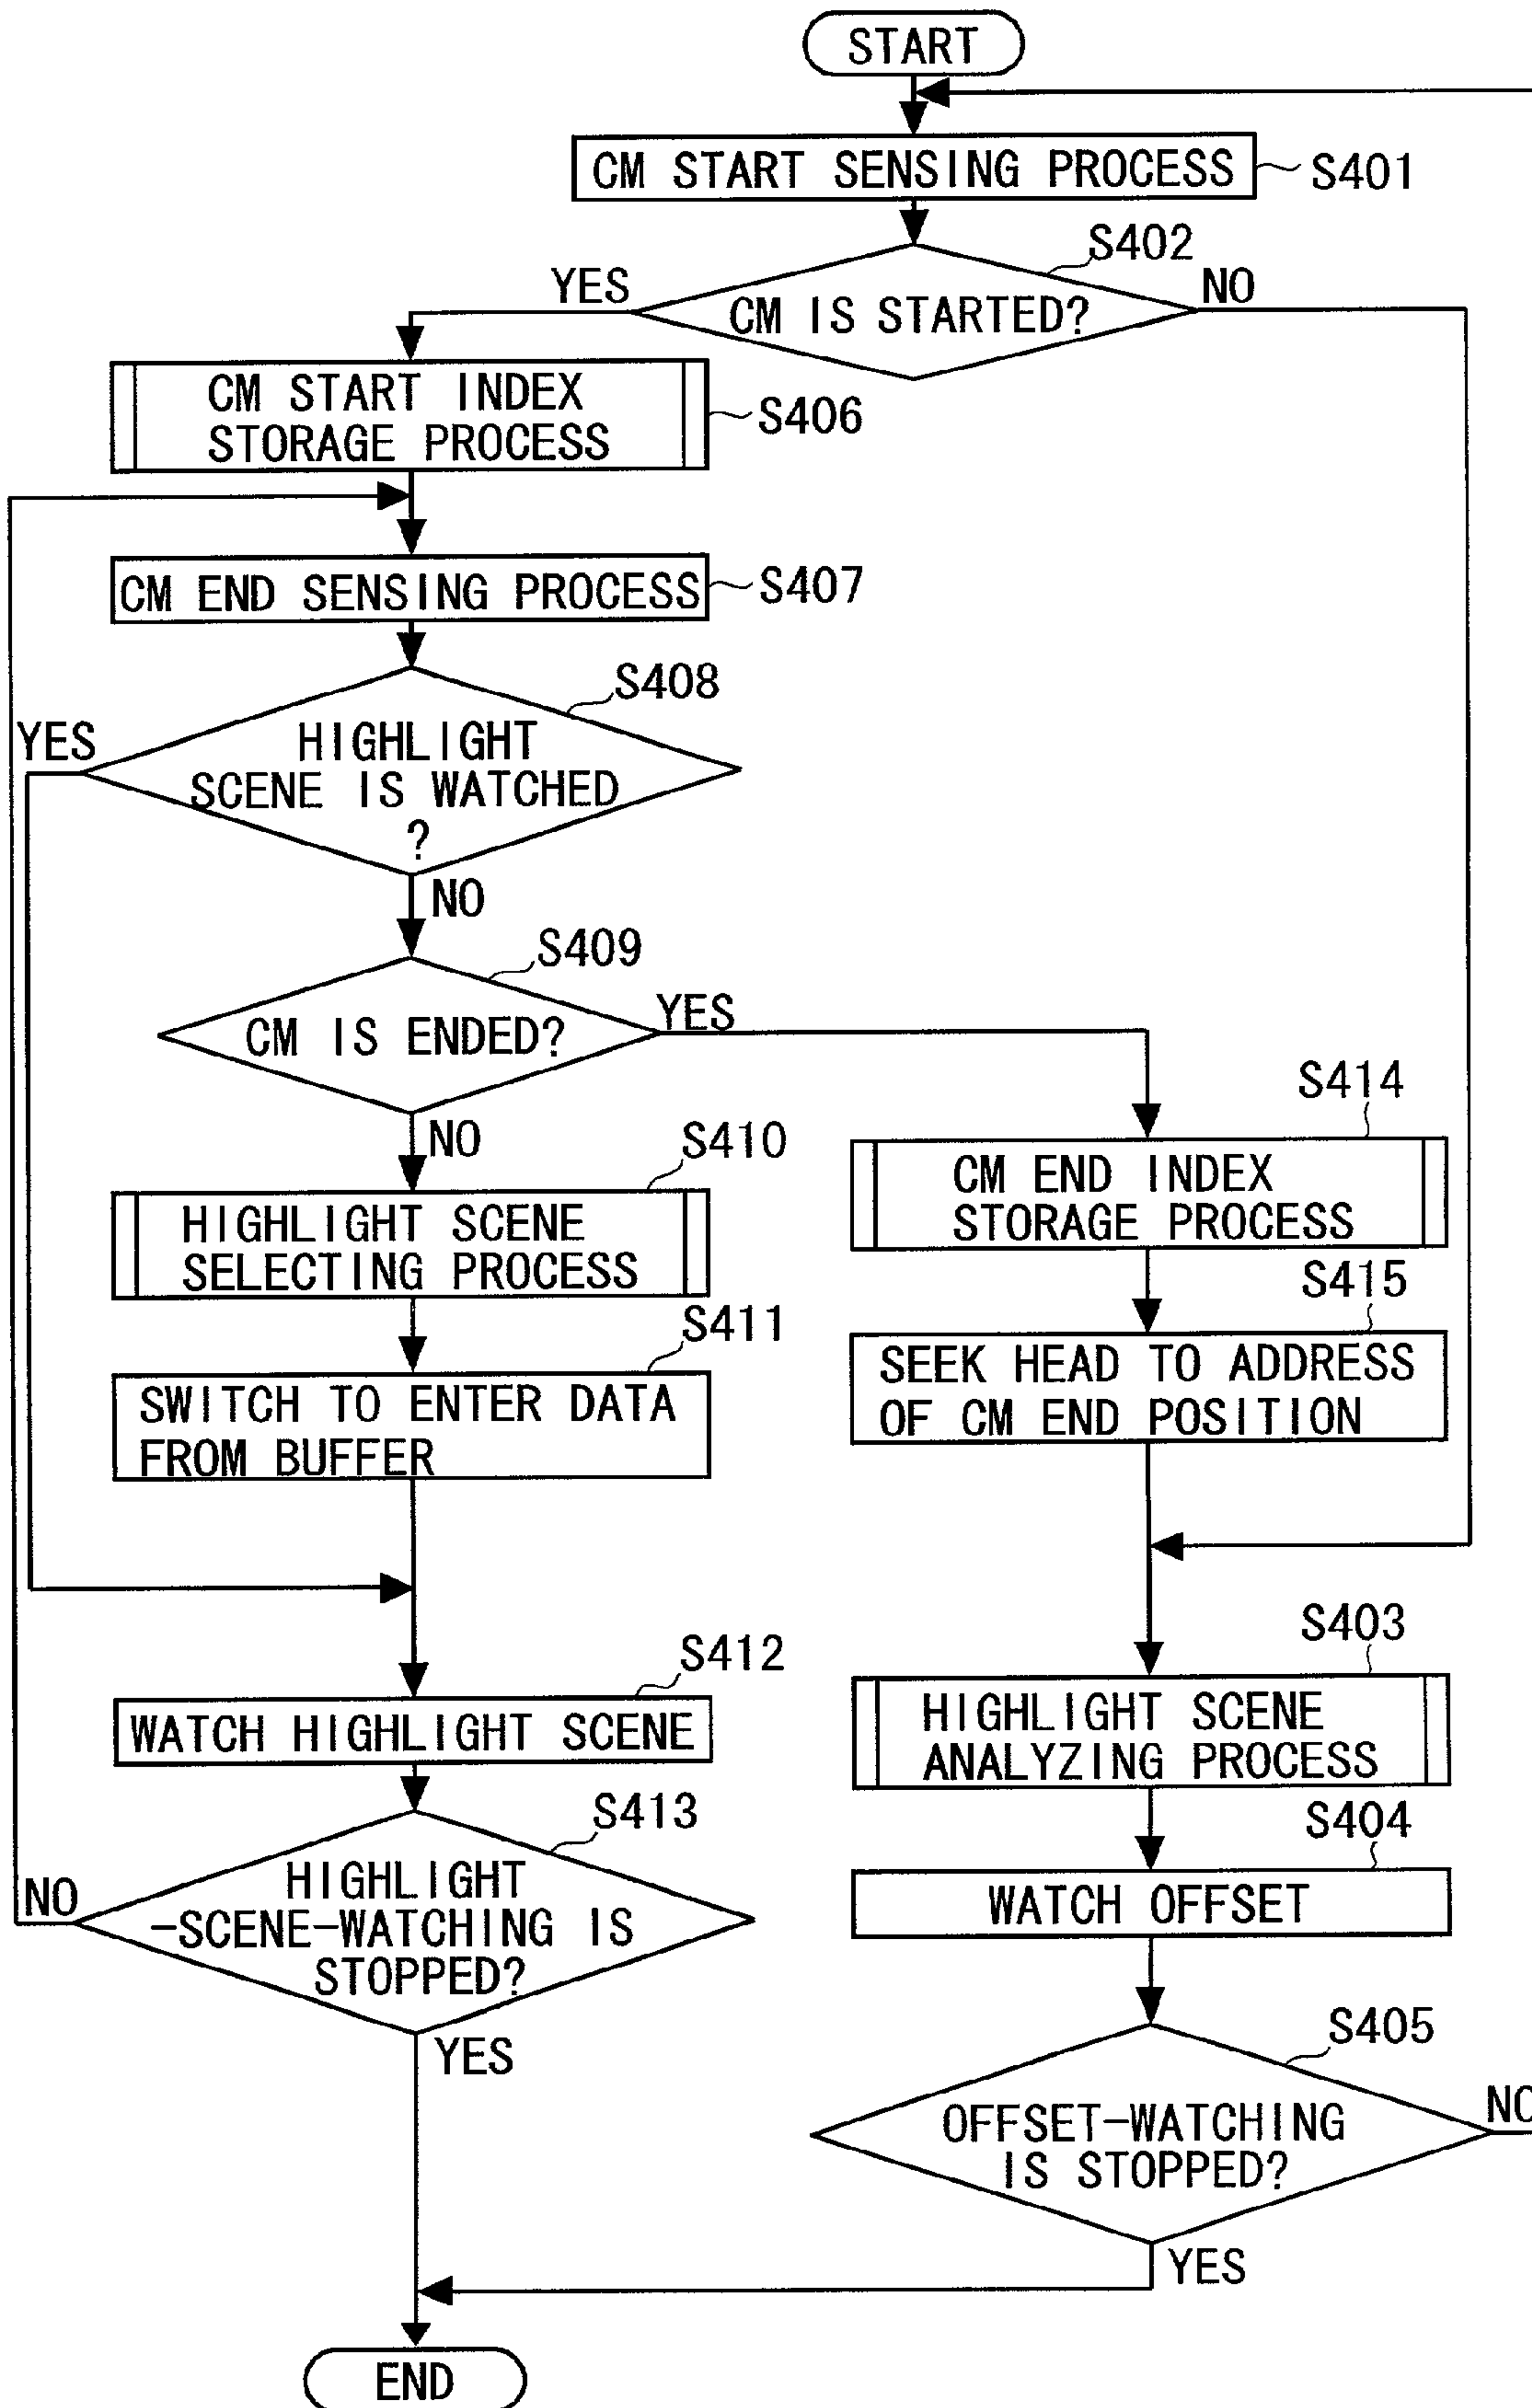 START
CM START SENSING PROCESS
S401
S402
YES
NO
CM IS STARTED?
CM START INDEX
STORAGE PROCESS
S406
CM END SENSING PROCESS
S407
S408
YES
HIGHLIGHT
SCENE IS WATCHED
?
NO
S409
CM IS ENDED?
YES
NO
S414
CM END INDEX
STORAGE PROCESS
S410
HIGHLIGHT SCENE
SELECTING PROCESS
S415
SEEK HEAD TO ADDRESS
OF CM END POSITION
S411
SWITCH TO ENTER DATA
FROM BUFFER
S403
HIGHLIGHT SCENE
ANALYZING PROCESS
S412
WATCH HIGHLIGHT SCENE
S404
WATCH OFFSET
S413
HIGHLIGHT
-SCENE-WATCHING IS
STOPPED?
NO
YES
S405
OFFSET-WATCHING
IS STOPPED?
NO
YES
END